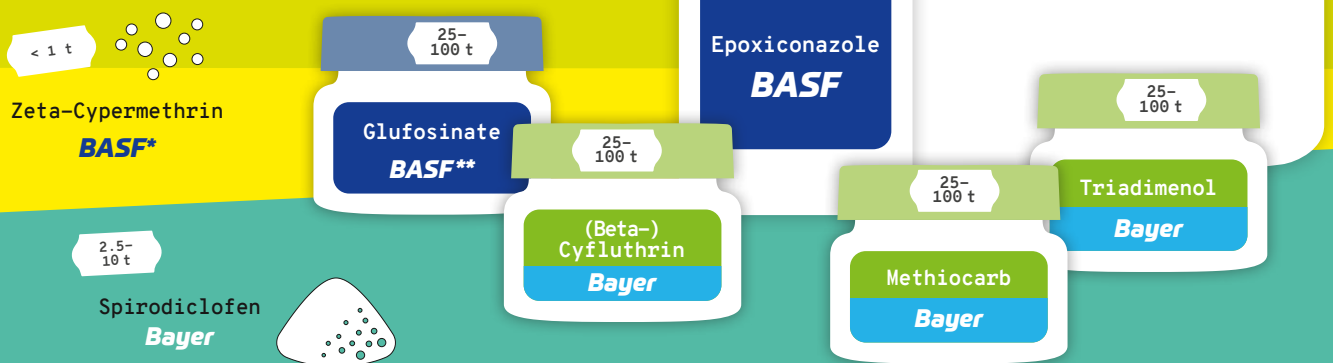 < 1 t
Zeta-Cypermethrin
BASF*
25-
100 t
Glufosinate
BASF**
25-
100 t
(Beta-)
Cyfluthrin
Bayer
Epoxiconazole
BASF
25-
100 t
Methiocarb
Bayer
25-
100 t
Triadimenol
Bayer
2.5-
10 t
Spirodiclofen
Bayer